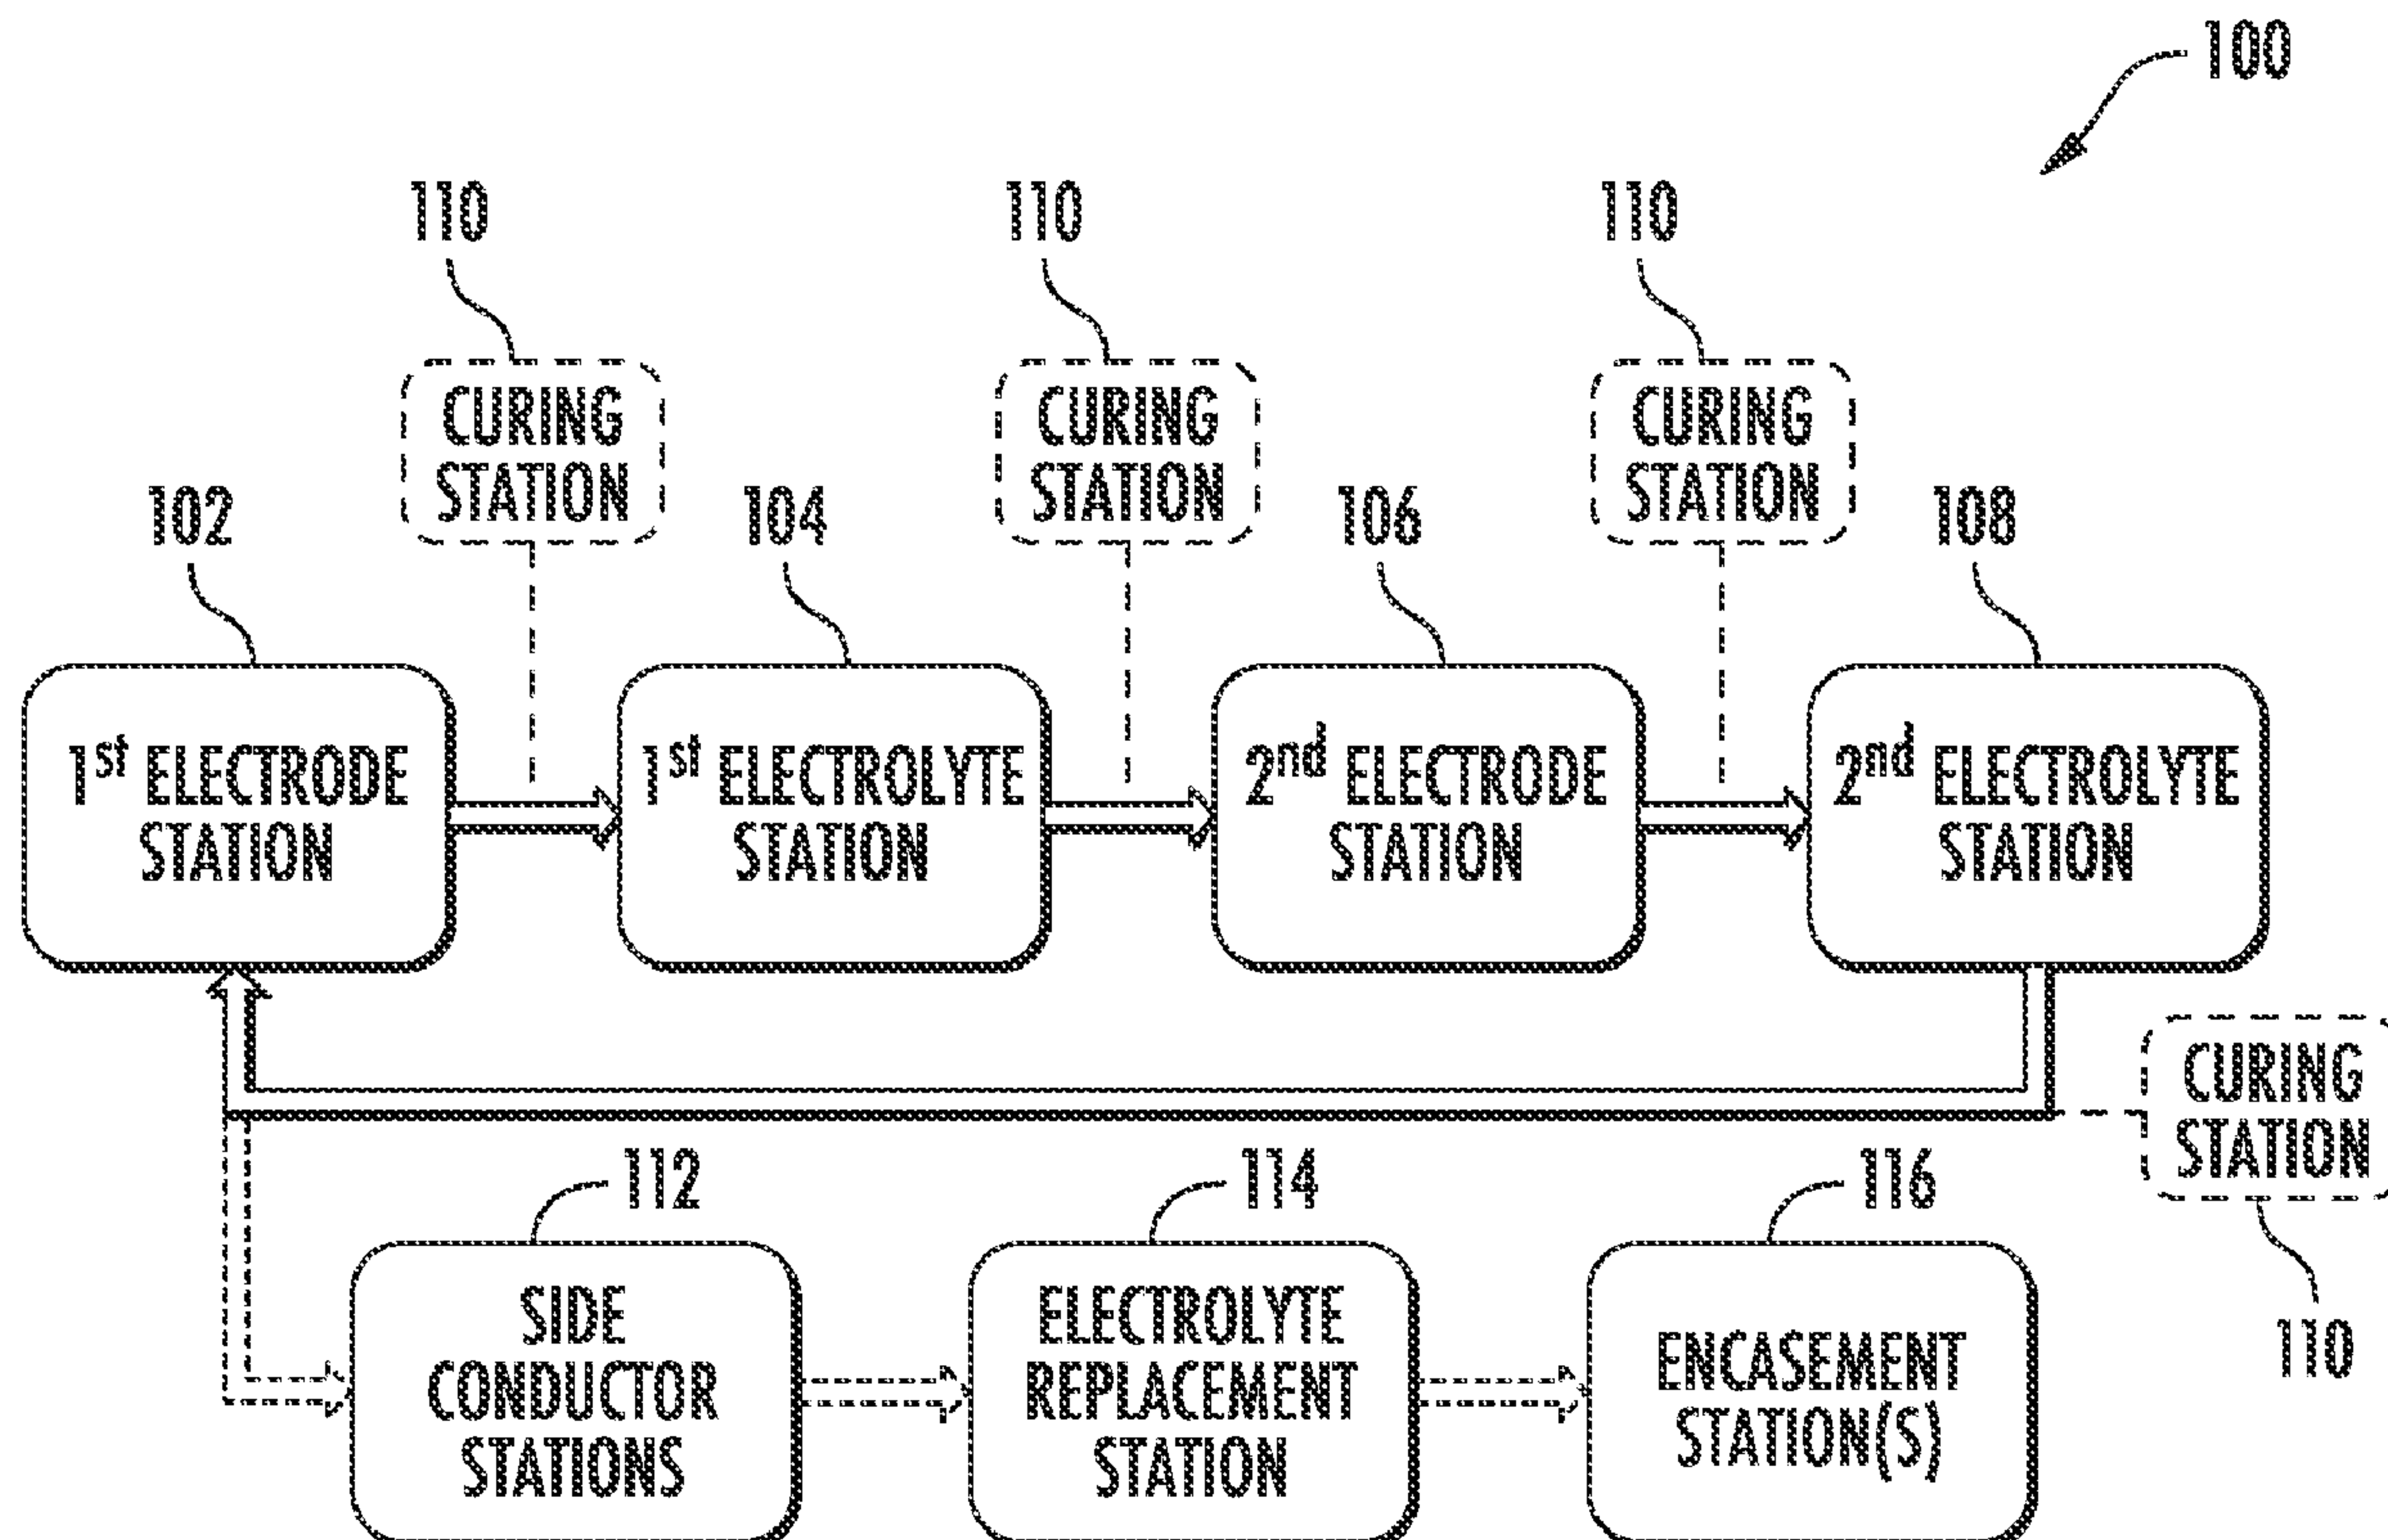 100
110
110
110
CURING
STATION
CURING
STATION
CURING
STATION
102
104
106
108
1st ELECTRODE
STATION
1st ELECTROLYTE
STATION
2nd ELECTRODE
STATION
2nd ELECTROLYTE
STATION
CURING
STATION
110
112
114
116
SIDE
CONDUCTOR
STATIONS
ELECTROLYTE
REPLACEMENT
STATION
ENCASEMENT
STATION(S)